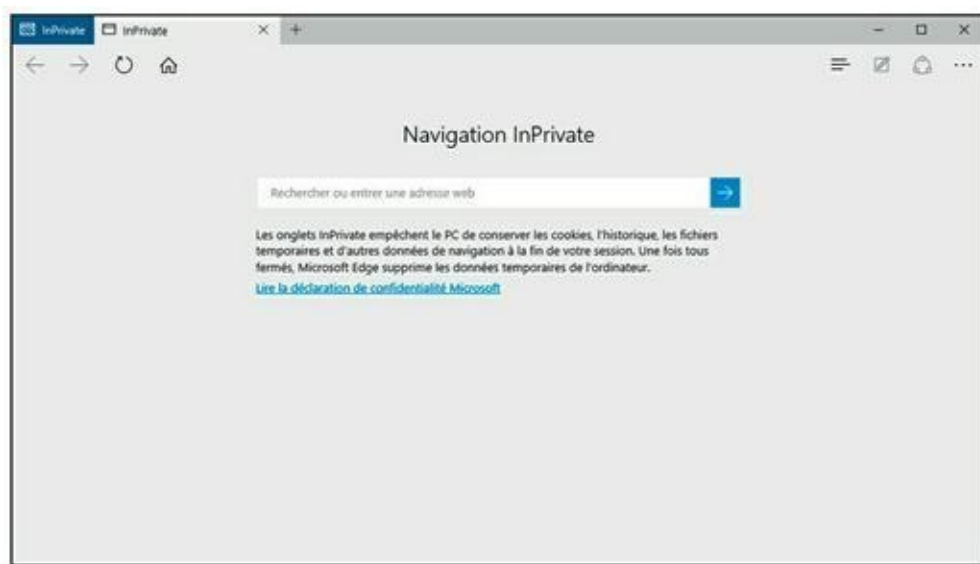 InPrivate InPrivate
Navigation InPrivate
Rechercher ou entrer une adresse web
Les onglets InPrivate empêchent le PC de conserver les cookies, l'historique, les fichiers
temporaires et d'autres données de navigation à la fin de votre session. Une fois tous
fermés, Microsoft Edge supprime les données temporaires de l'ordinateur.
Lire la déclaration de confidentialité Microsoft